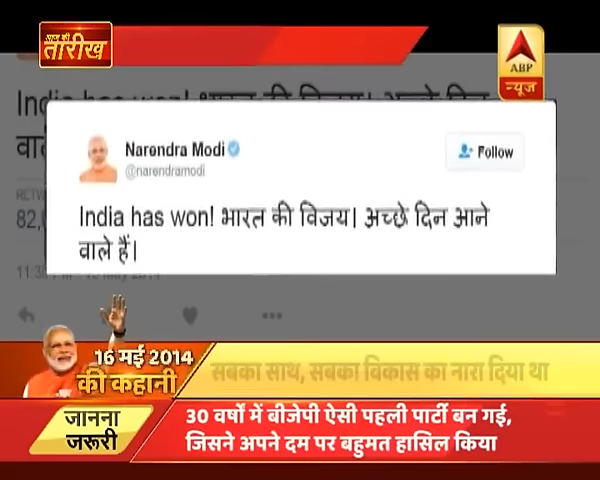 आज की
तारीख
ABP
न्यूज़
Narendra Modi
@narendramodi
Follow
India has won! भारत की विजय। अच्छे दिन आने
वाले हैं।
16 मई 2014
की कहानी
सबका साथ, सबका विकास का नारा दिया था
जानना
जरूरी
30 वर्षों में बीजेपी ऐसी पहली पार्टी बन गई,
जिसने अपने दम पर बहुमत हासिल किया